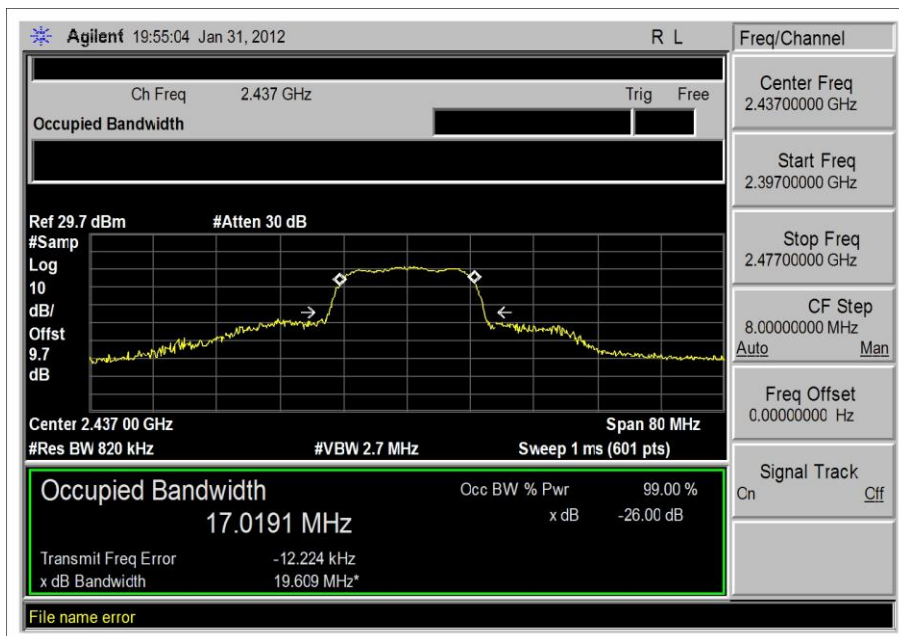 Agilent 19:55:04 Jan 31, 2012 R L Freq/Channel
Ch Freq 2.437 GHz Trig Free
Occupied Bandwidth
Center Freq
2.43700000 GHz
Start Freq
2.39700000 GHz
Stop Freq
2.47700000 GHz
CF Step
8.00000000 MHz
Auto Man
Freq Offset
0.00000000 Hz
Signal Track
On Off
Ref 29.7 dBm #Atten 30 dB
#Samp
Log
10
dB/
Offst
9.7
dB
Center 2.437 00 GHz Span 80 MHz
#Res BW 820 kHz #VBW 2.7 MHz Sweep 1 ms (601 pts)
Occupied Bandwidth Occ BW % Pwr 99.00 %
17.0191 MHz x dB -26.00 dB
Transmit Freq Error -12.224 kHz
x dB Bandwidth 19.609 MHz*
File name error